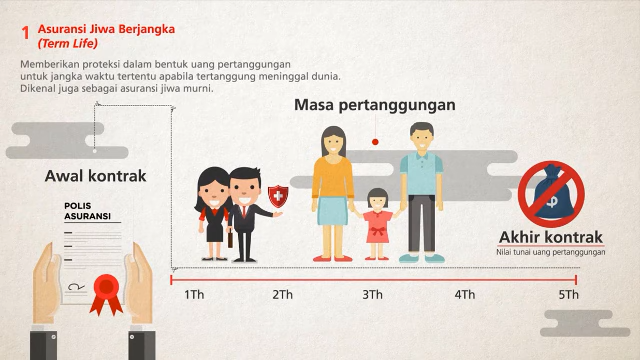 1 Asuransi Jiwa Berjangka
(Term Life)
Memberikan proteksi dalam bentuk uang pertanggungan
untuk jangka waktu tertentu apabila tertanggung meninggal dunia.
Dikenal juga sebagai asuransi jiwa murni.
Masa pertanggungan
Awal kontrak
POLIS
ASURANSI
Akhir kontrak
Nilai tunai uang pertanggungan
1Th 2Th 3Th 4Th 5Th